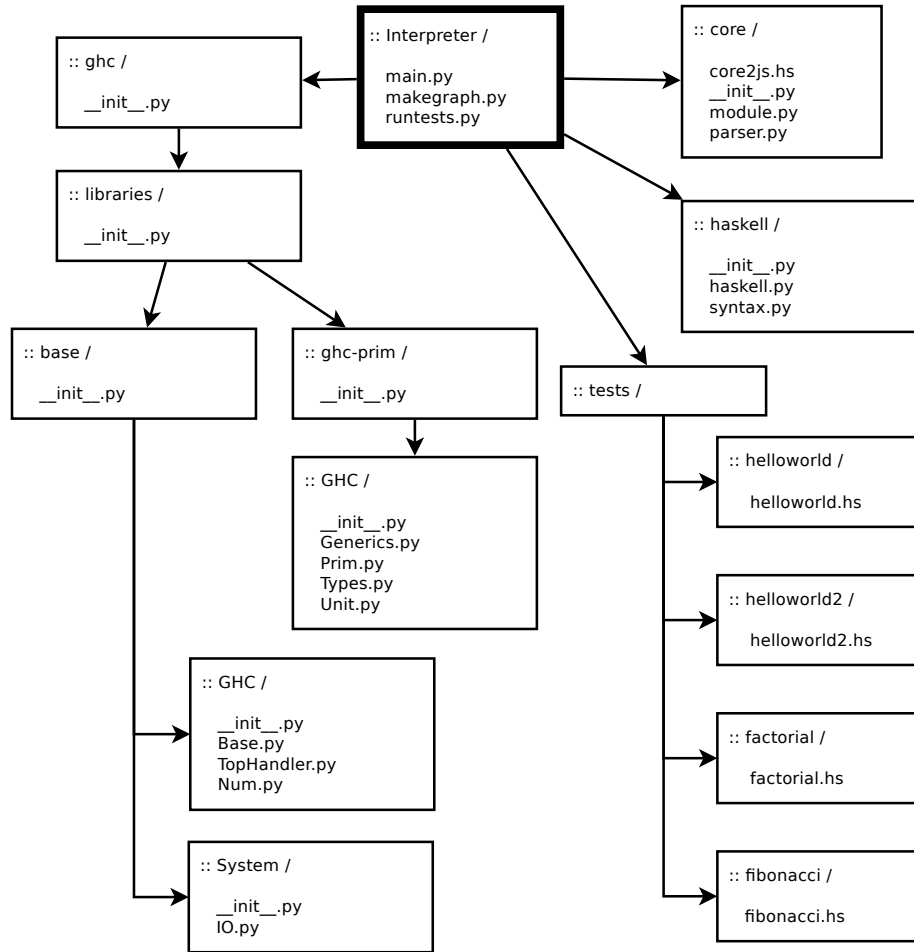 :: Interpreter /
main.py
makegraph.py
runtests.py
:: ghc /
__init__.py
:: core /
core2js.hs
__init__.py
module.py
parser.py
:: libraries /
__init__.py
:: haskell /
__init__.py
haskell.py
syntax.py
:: base /
__init__.py
:: ghc-prim /
__init__.py
:: tests /
:: GHC /
__init__.py
Generics.py
Prim.py
Types.py
Unit.py
:: helloworld /
helloworld.hs
:: helloworld2 /
helloworld2.hs
:: GHC /
__init__.py
Base.py
TopHandler.py
Num.py
:: factorial /
factorial.hs
:: System /
__init__.py
IO.py
:: fibonacci /
fibonacci.hs